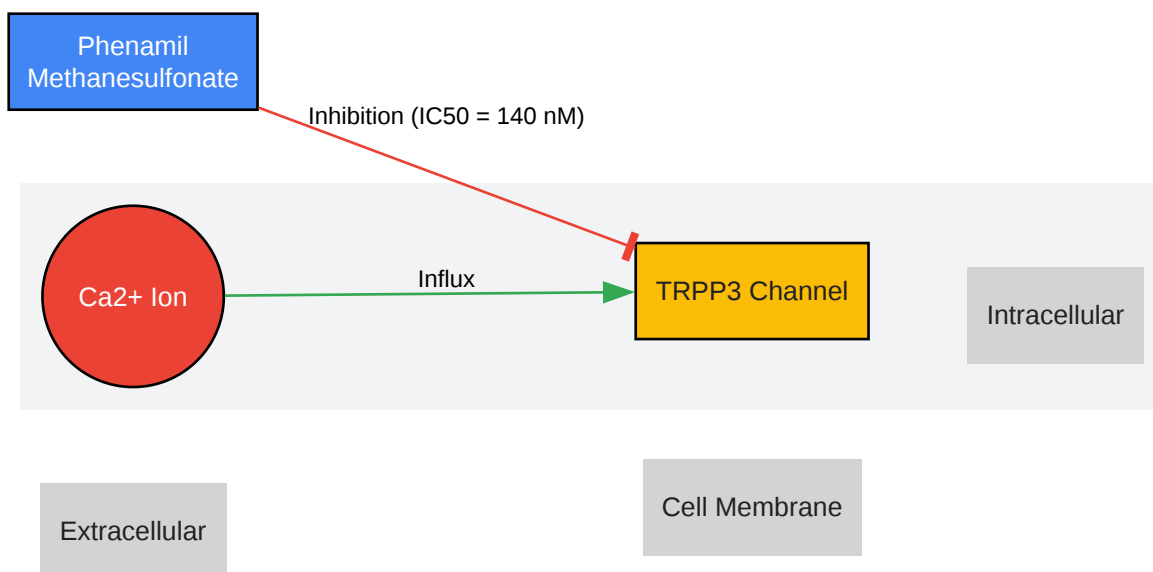 Phenamil
Methanesulfonate
Inhibition (IC50 = 140 nM)
Ca2+ Ion
Influx
TRPP3 Channel
Intracellular
Extracellular
Cell Membrane